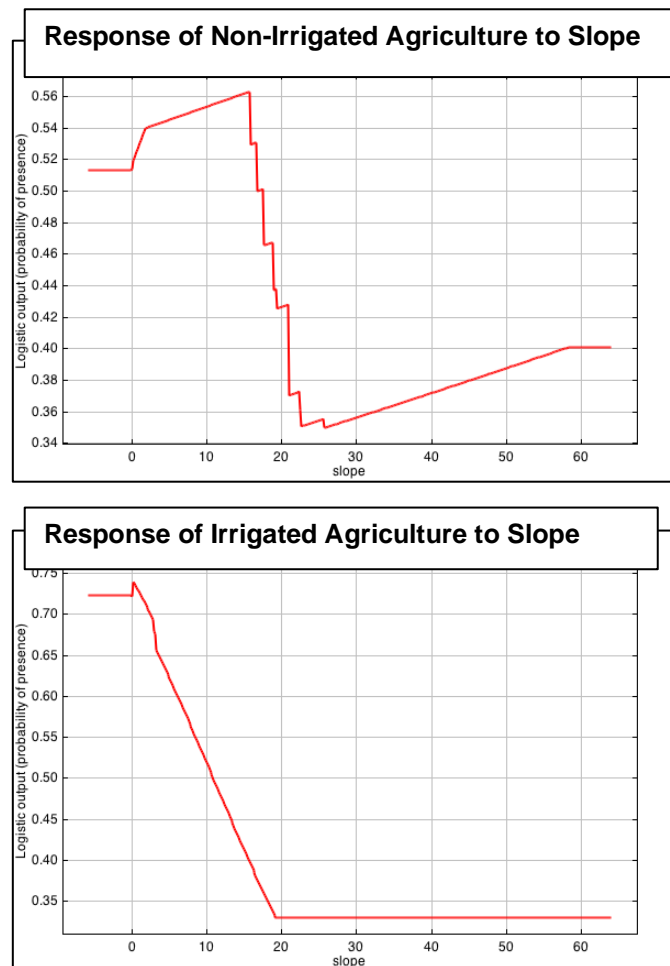 Response of Non-Irrigated Agriculture to Slope
Logistic output (probability of presence)
0.56
0.54
0.52
0.50
0.48
0.46
0.44
0.42
0.40
0.38
0.36
0.34
0 10 20 30 40 50 60
slope
Response of Irrigated Agriculture to Slope
Logistic output (probability of presence)
0.75
0.70
0.65
0.60
0.55
0.50
0.45
0.40
0.35
0 10 20 30 40 50 60
slope